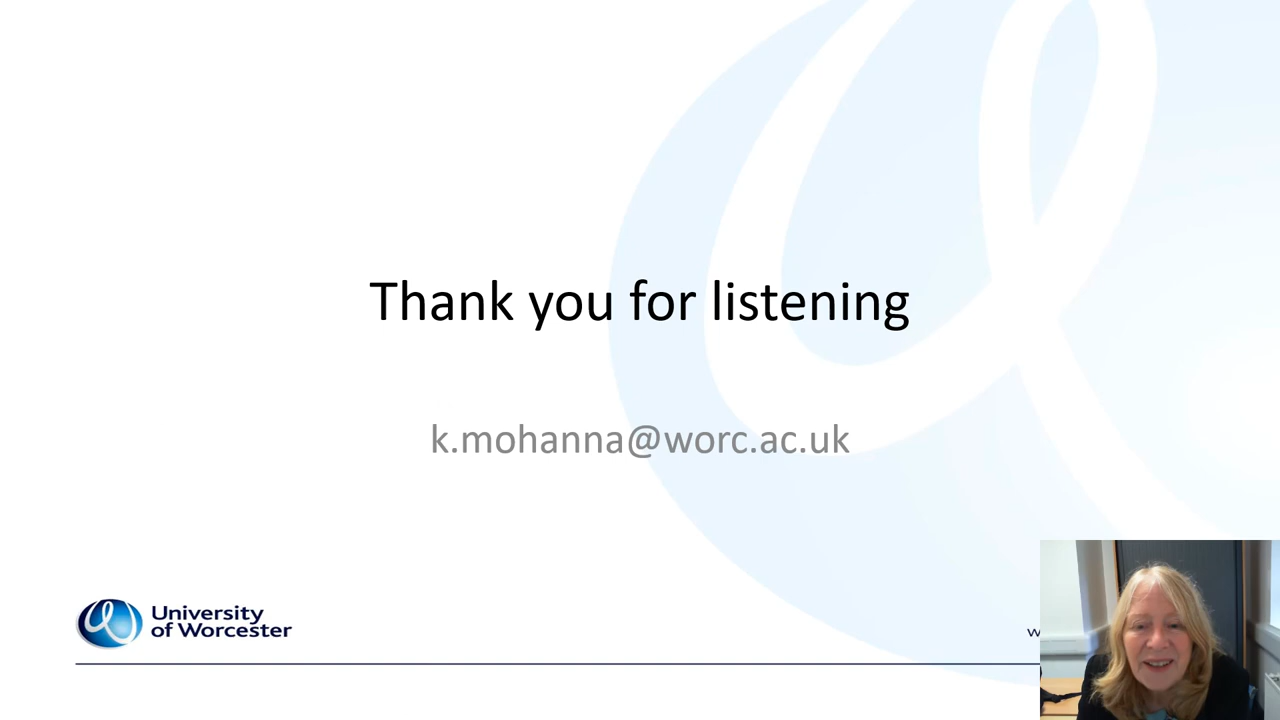 Thank you for listening
k.mohanna@worc.ac.uk
University
of Worcester